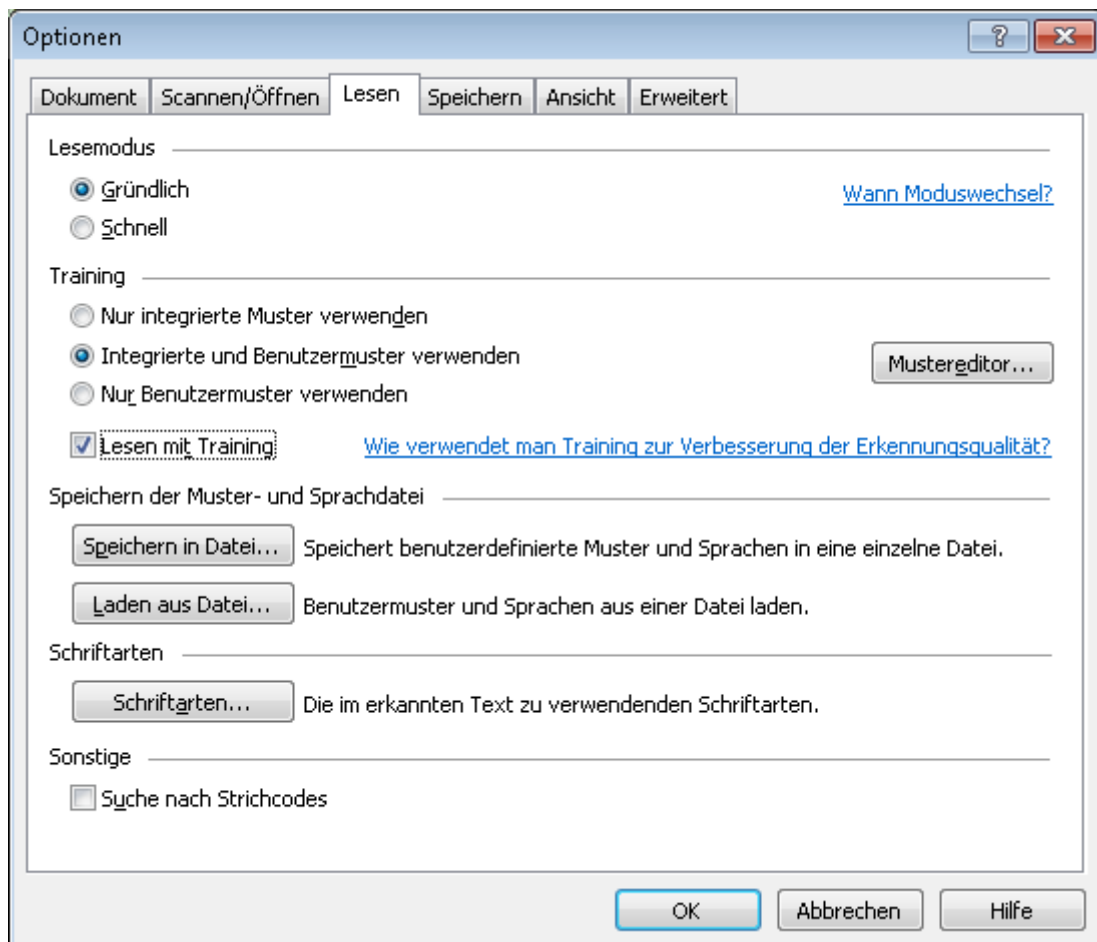 Optionen
Dokument Scannen/Öffnen Lesen Speichern Ansicht Erweitert
Lesemodus
Gründlich
Wann Moduswechsel?
Schnell
Training
Nur integrierte Muster verwenden
Integrierte und Benutzermuster verwenden
Mustereditor...
Nur Benutzermuster verwenden
Lesen mit Training Wie verwendet man Training zur Verbesserung der Erkennungsqualität?
Speichern der Muster- und Sprachdatei
Speichern in Datei... Speichert benutzerdefinierte Muster und Sprachen in eine einzelne Datei.
Laden aus Datei... Benutzermuster und Sprachen aus einer Datei laden.
Schriftarten
Schriftarten... Die im erkannten Text zu verwendenden Schriftarten.
Sonstige
Suche nach Strichcodes
OK Abbrechen Hilfe